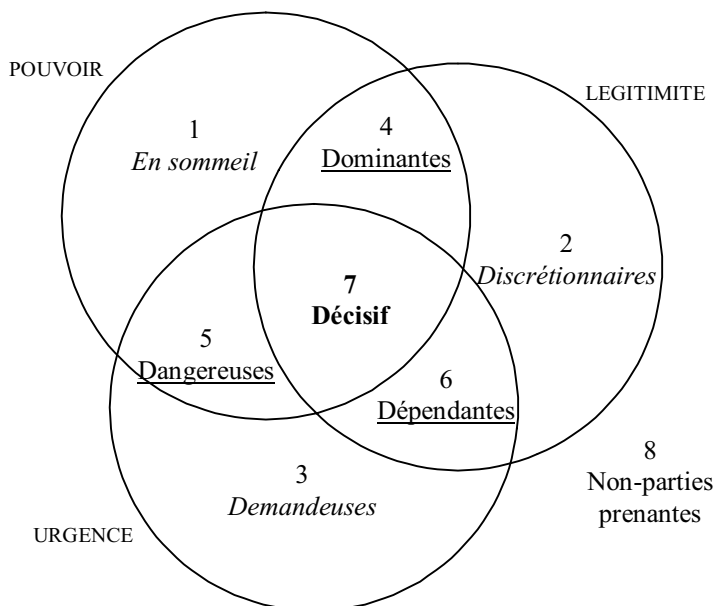 POUVOIR
LEGITIMITE
1
En sommeil
4
Dominantes
2
Discrétionnaires
7
Décisif
5
Dangereuses
6
Dépendantes
3
Demandeuses
8
Non-parties
prenantes
URGENCE